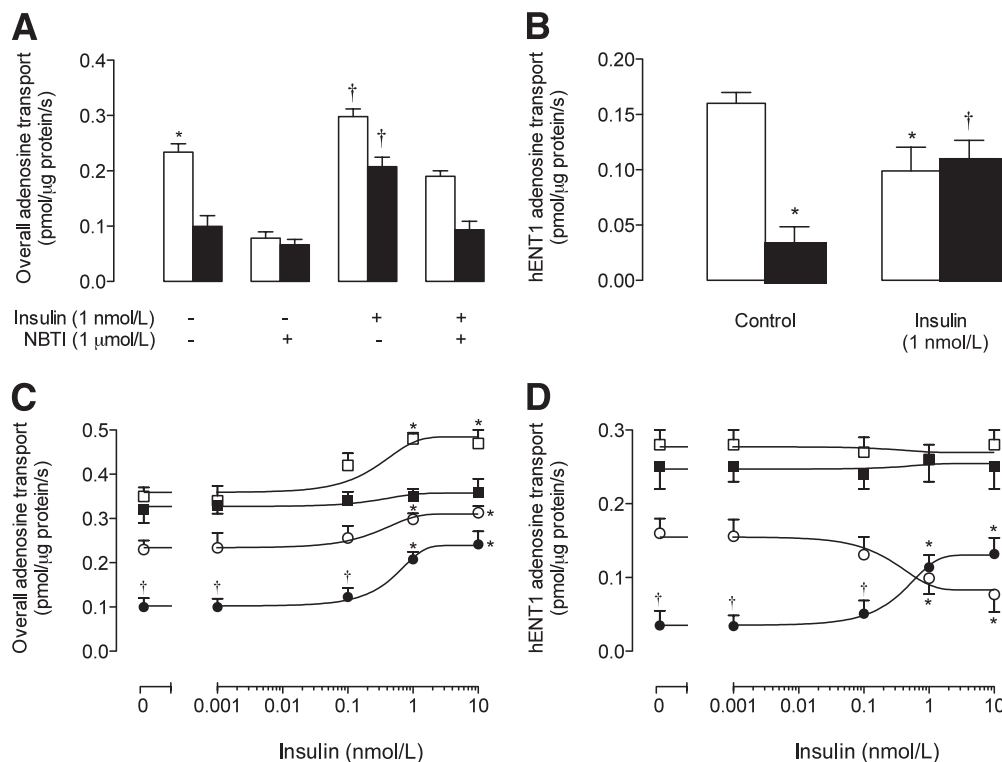 A
Overall adenosine transport
(pmol/µg protein/s)
0.4
0.3
0.2
0.1
0.0
*
†
†
Insulin (1 nmol/L) - - + +
NBTI (1 µmol/L) - + - +
B
hENT1 adenosine transport
(pmol/µg protein/s)
0.20
0.15
0.10
0.05
0.00
*
*
†
Control
Insulin
(1 nmol/L)
C
Overall adenosine transport
(pmol/µg protein/s)
0.5
0.4
0.3
0.2
0.1
0.0
* *
* *
* *
† † †
0 0.001 0.01 0.1 1 10
Insulin (nmol/L)
D
hENT1 adenosine transport
(pmol/µg protein/s)
0.3
0.2
0.1
0.0
* *
† † †
* *
0 0.001 0.01 0.1 1 10
Insulin (nmol/L)